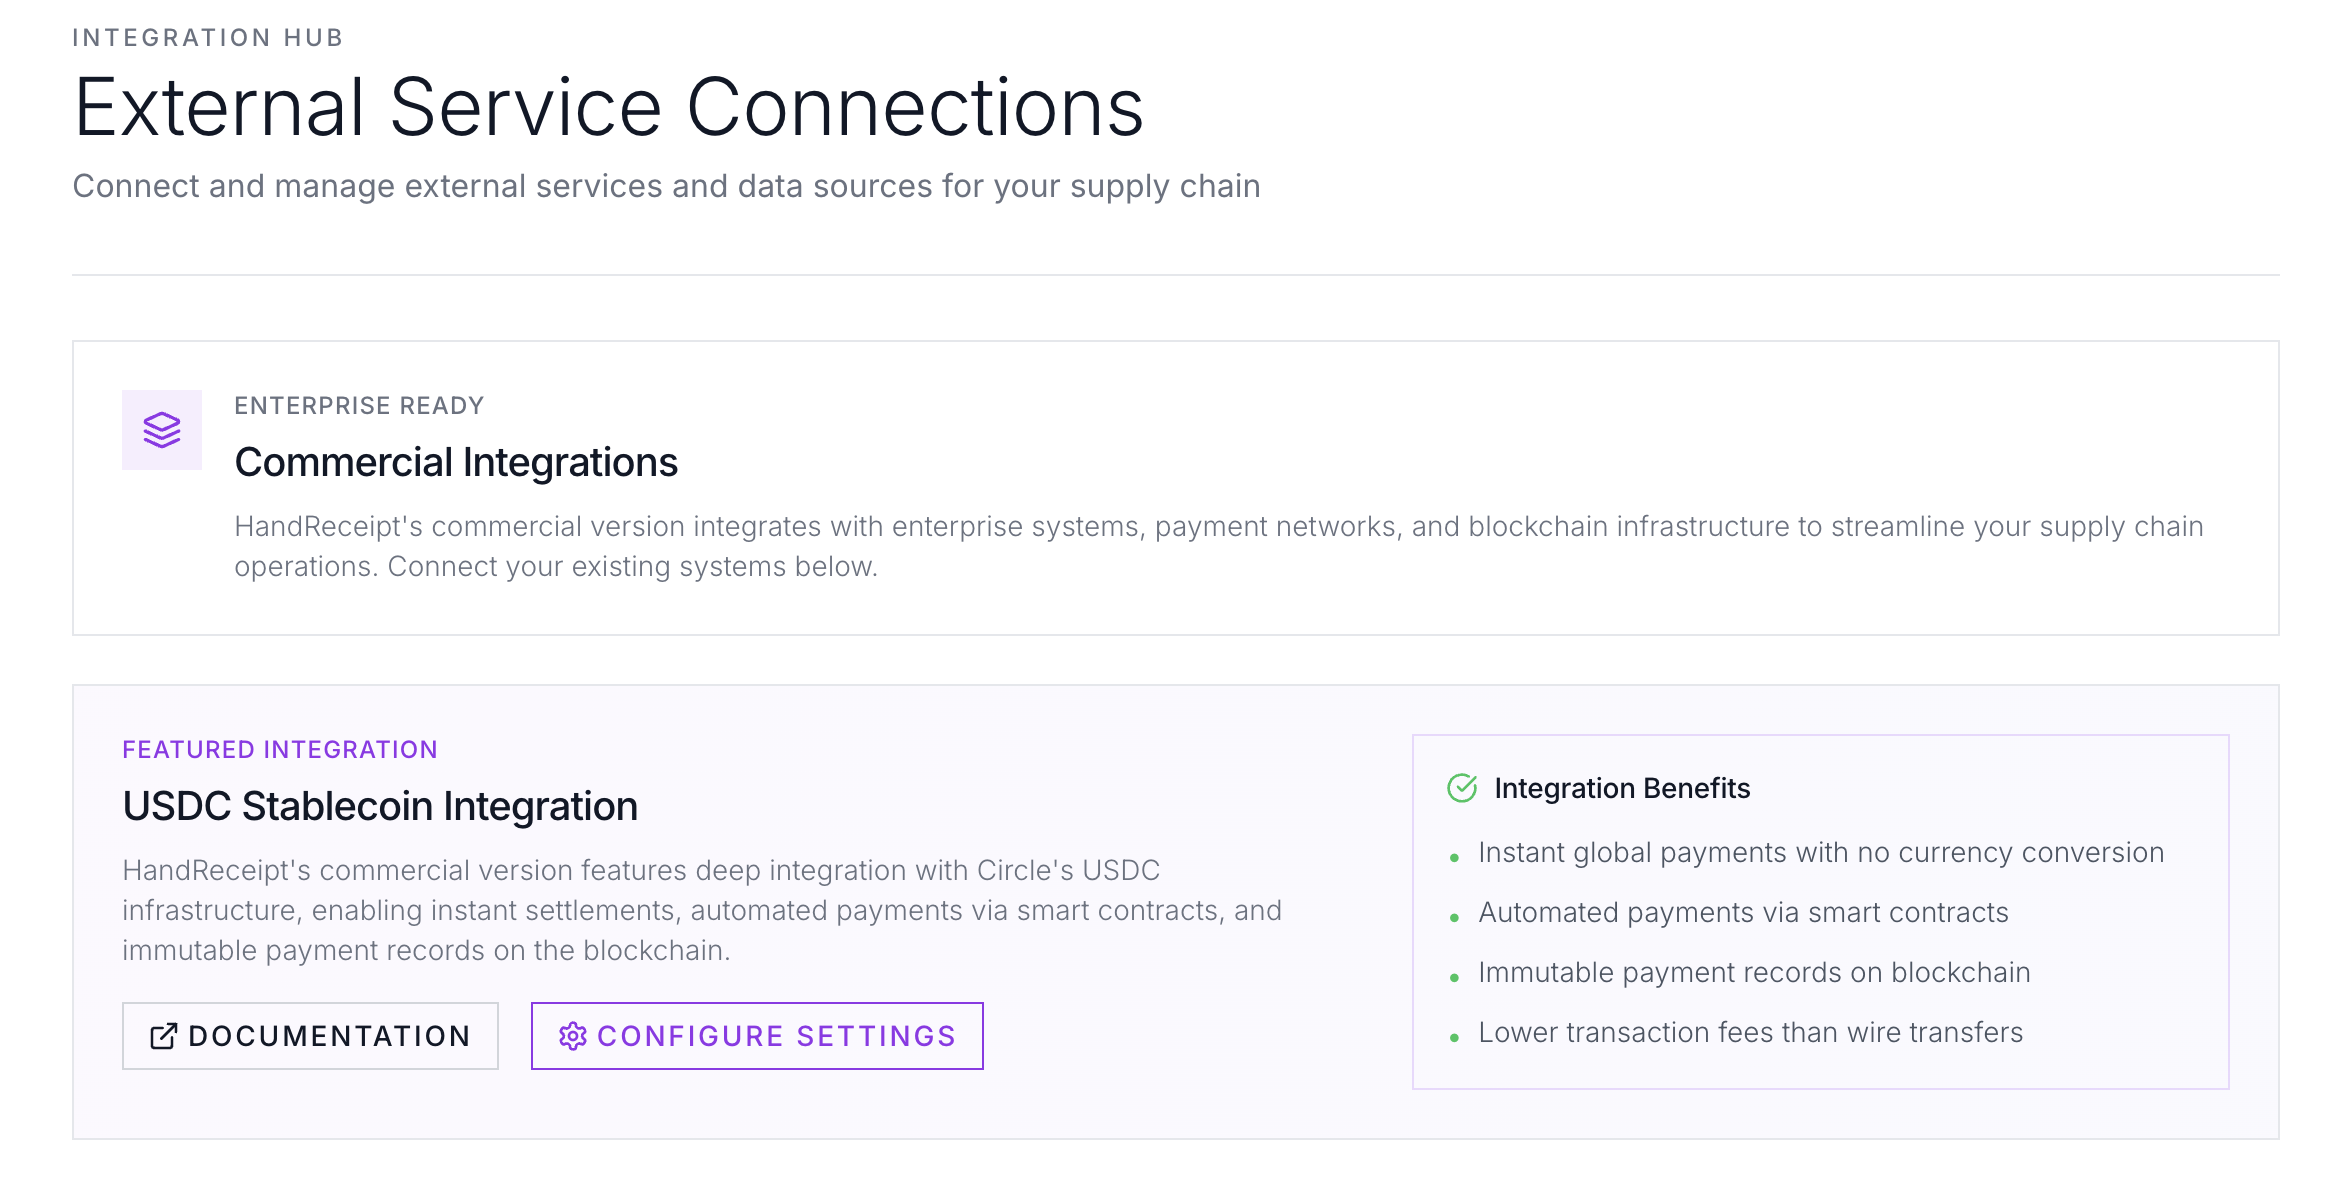 INTEGRATION HUB
External Service Connections
Connect and manage external services and data sources for your supply chain
ENTERPRISE READY
Commercial Integrations
HandReceipt's commercial version integrates with enterprise systems, payment networks, and blockchain infrastructure to streamline your supply chain
operations. Connect your existing systems below.
FEATURED INTEGRATION
USDC Stablecoin Integration
HandReceipt's commercial version features deep integration with Circle's USDC
infrastructure, enabling instant settlements, automated payments via smart contracts, and
immutable payment records on the blockchain.
DOCUMENTATION
CONFIGURE SETTINGS
Integration Benefits
• Instant global payments with no currency conversion
• Automated payments via smart contracts
• Immutable payment records on blockchain
• Lower transaction fees than wire transfers